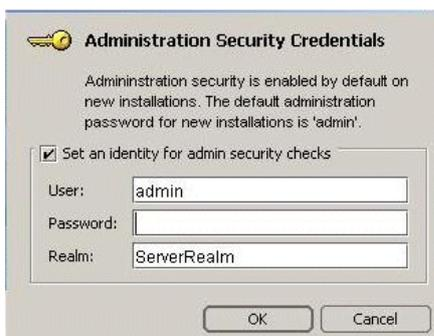 Administration Security Credentials
Admininstration security is enabled by default on
new installations. The default administration
password for new installations is 'admin'.
Set an identity for admin security checks
User: admin
Password:
Realm: ServerRealm
OK Cancel